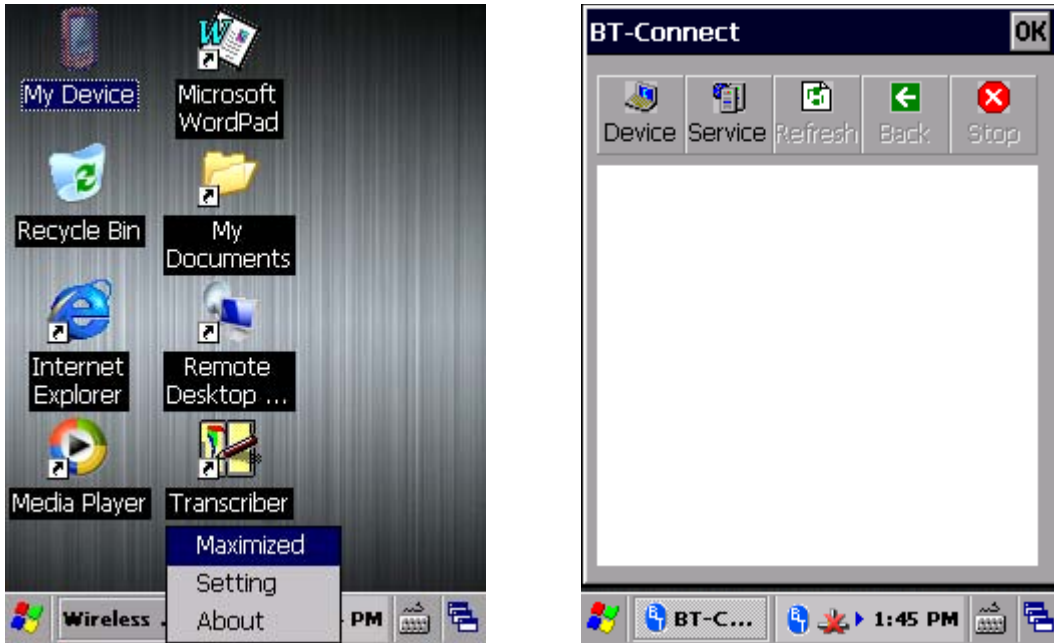 My Device
Microsoft
WordPad
Recycle Bin
My
Documents
Internet
Explorer
Remote
Desktop ...
Media Player
Transcriber
Maximized
Setting
About
Wireless .
PM
BT-Connect
OK
Device
Service
Refresh
Back
Stop
BT-C...
1:45 PM